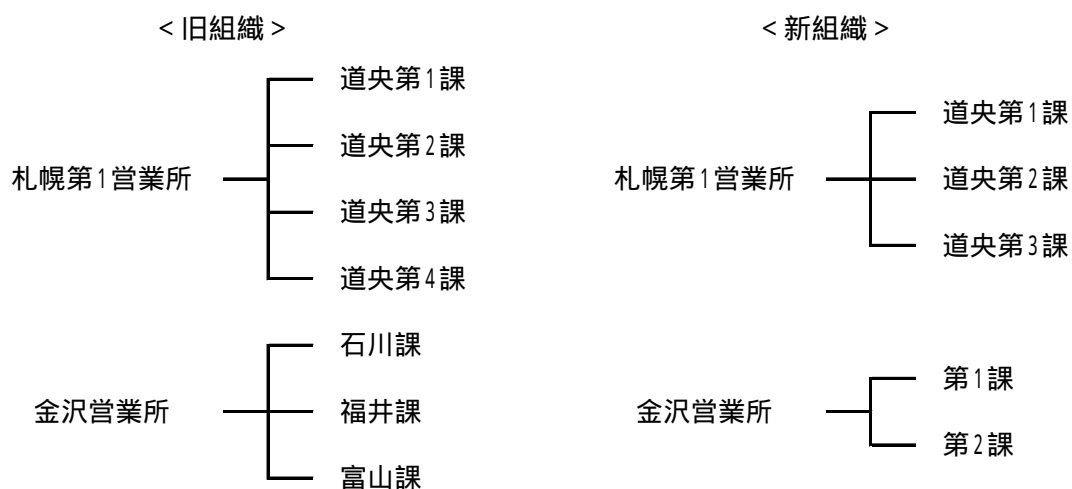 <旧組織>
道央第1課
道央第2課
札幌第1営業所
道央第3課
道央第4課
石川課
金沢営業所
福井課
富山課
<新組織>
道央第1課
札幌第1営業所
道央第2課
道央第3課
第1課
金沢営業所
第2課